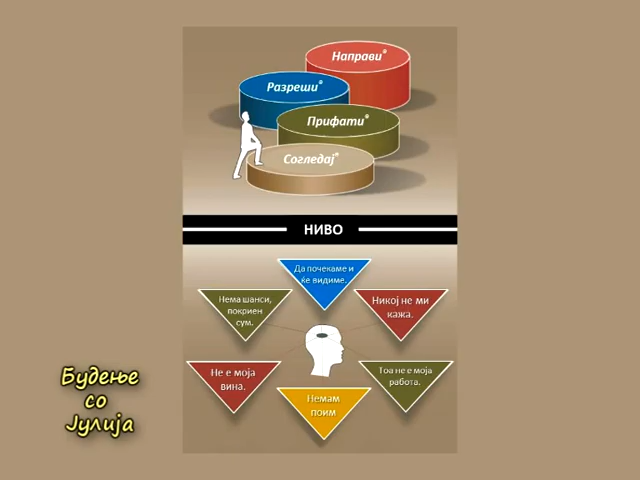 Направи®
Разреши®
Прифати®
Согледај®
НИВО
Да почекаме и
ќе видиме.
Нема шанси,
покриен
сум.
Никој не ми
кажа.
Не е моја
вина.
Тоа не е моја
работа.
Немам
поим
Будење
со
Јулија